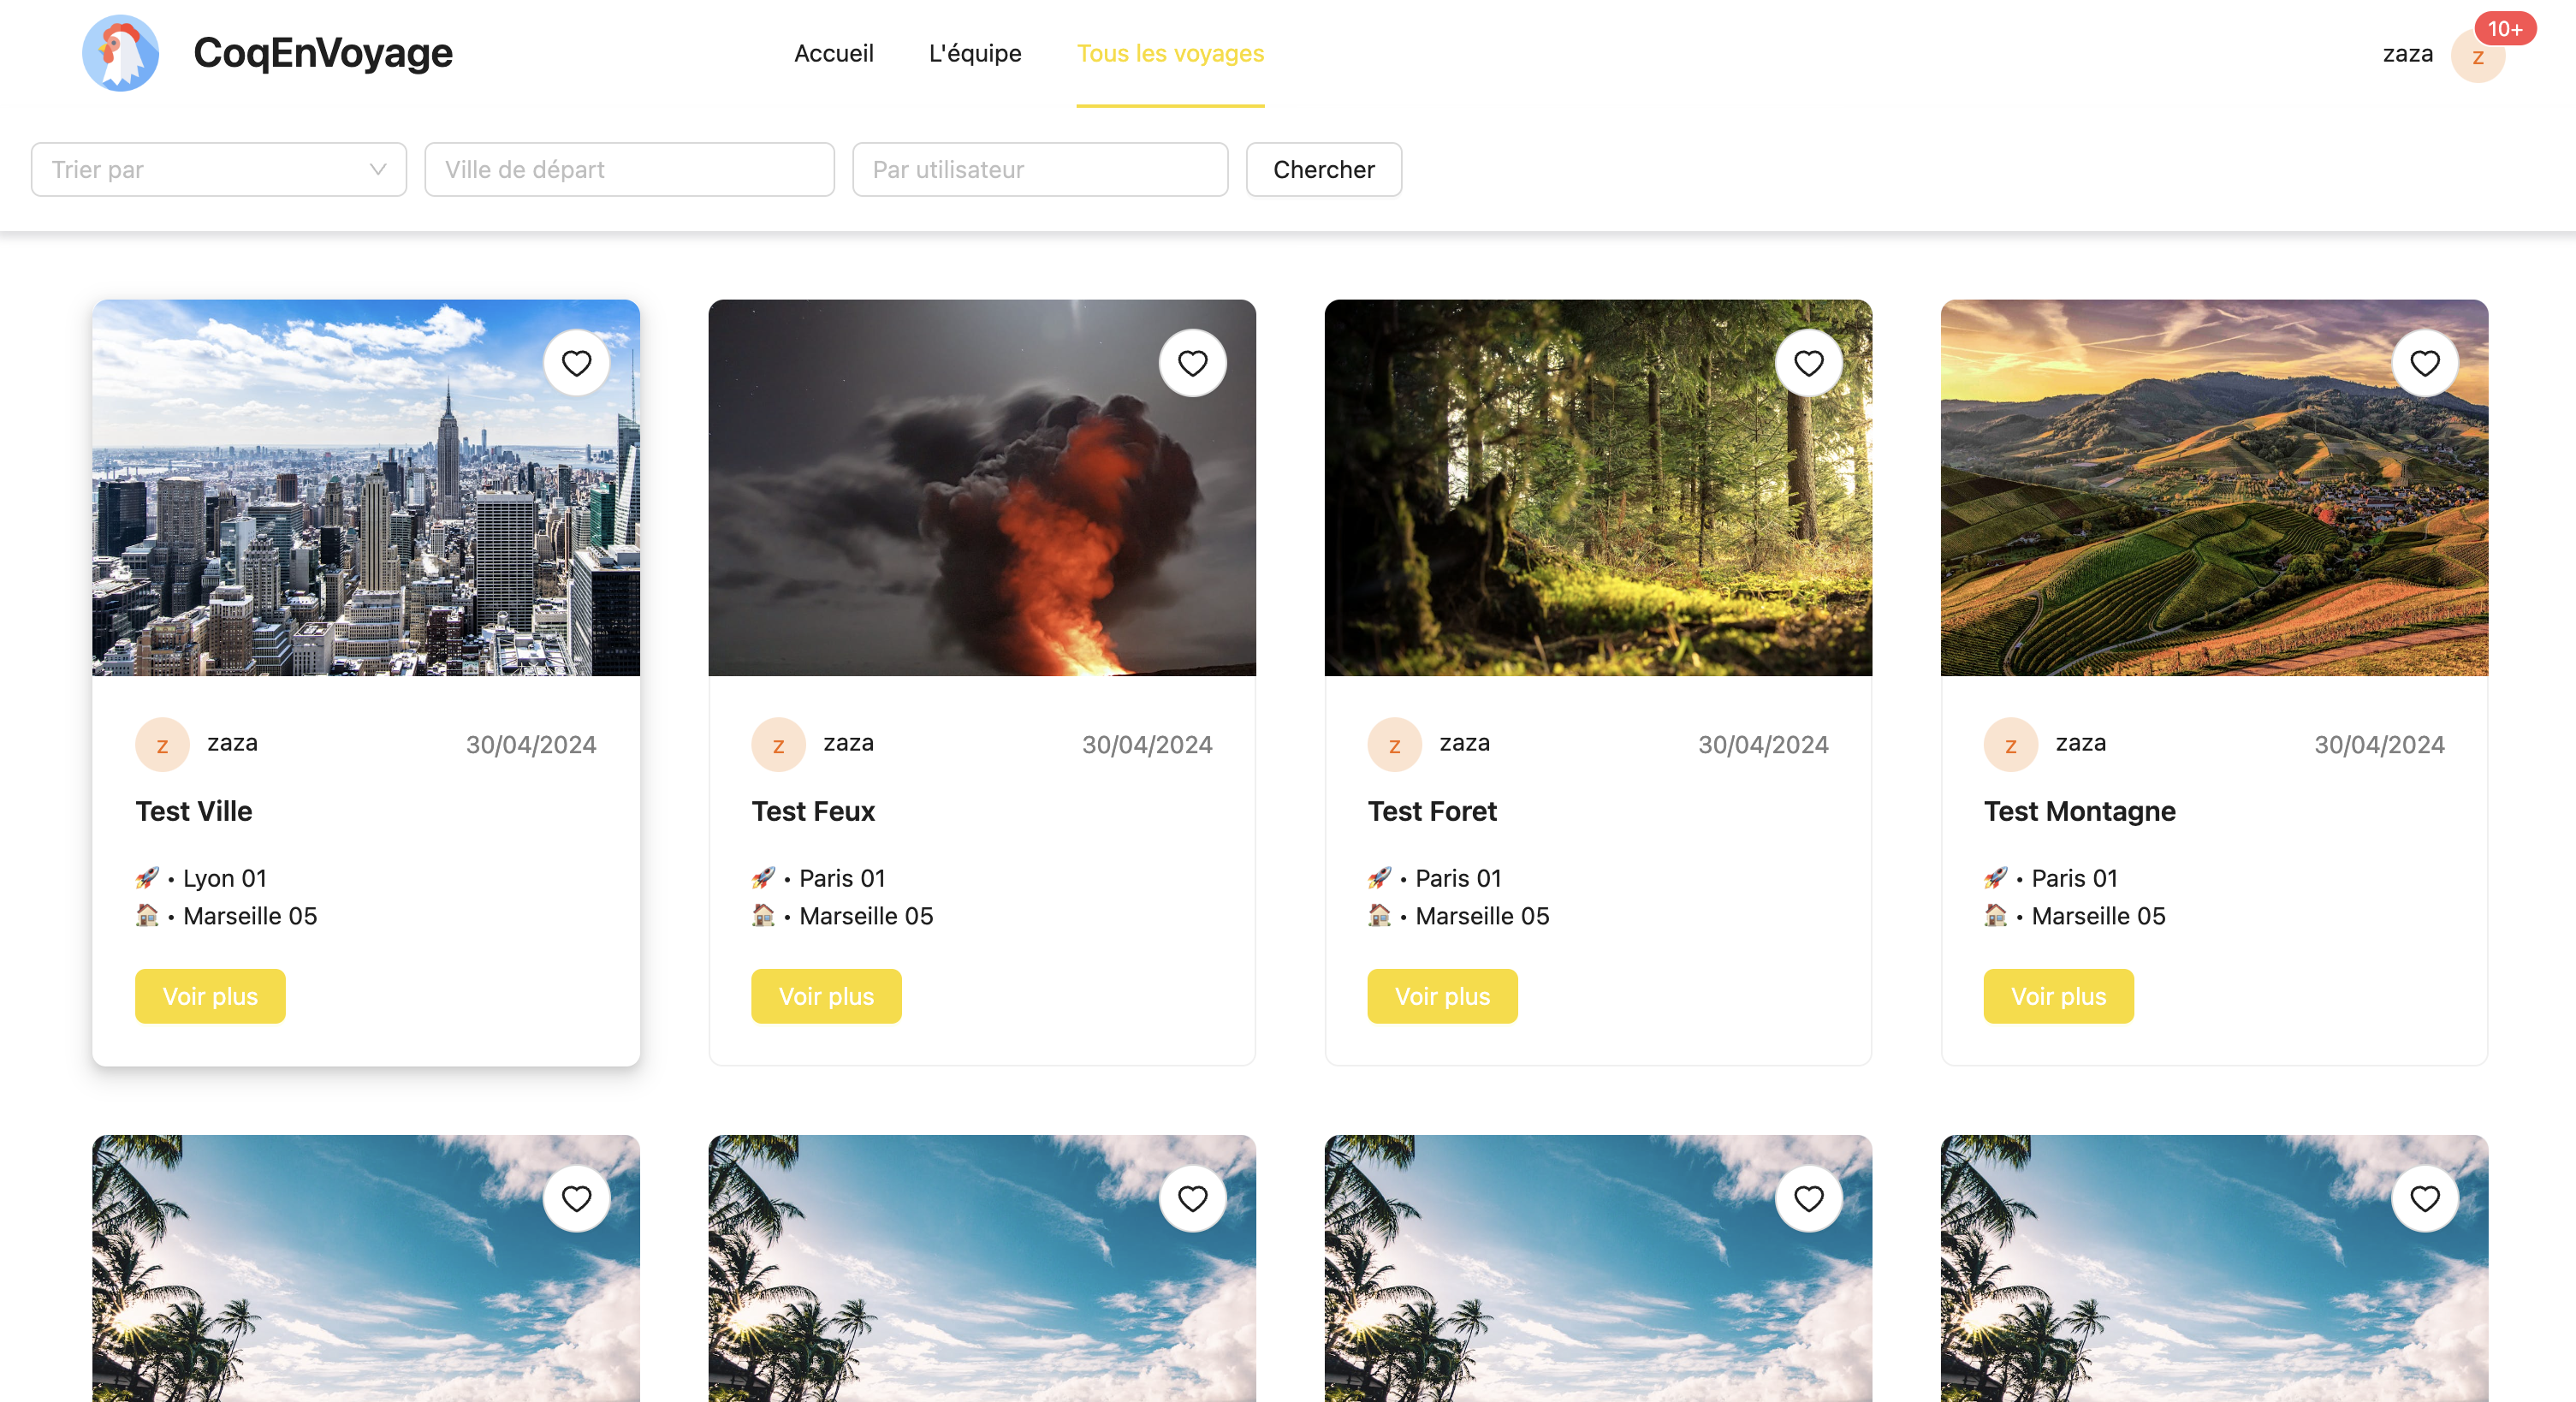 CoqEnVoyage
Accueil L'équipe Tous les voyages
10+
zaza z
Trier par Ville de départ Par utilisateur Chercher
z zaza 30/04/2024
Test Ville
🚀 • Lyon 01
🏠 • Marseille 05
Voir plus
z zaza 30/04/2024
Test Feux
🚀 • Paris 01
🏠 • Marseille 05
Voir plus
z zaza 30/04/2024
Test Foret
🚀 • Paris 01
🏠 • Marseille 05
Voir plus
z zaza 30/04/2024
Test Montagne
🚀 • Paris 01
🏠 • Marseille 05
Voir plus